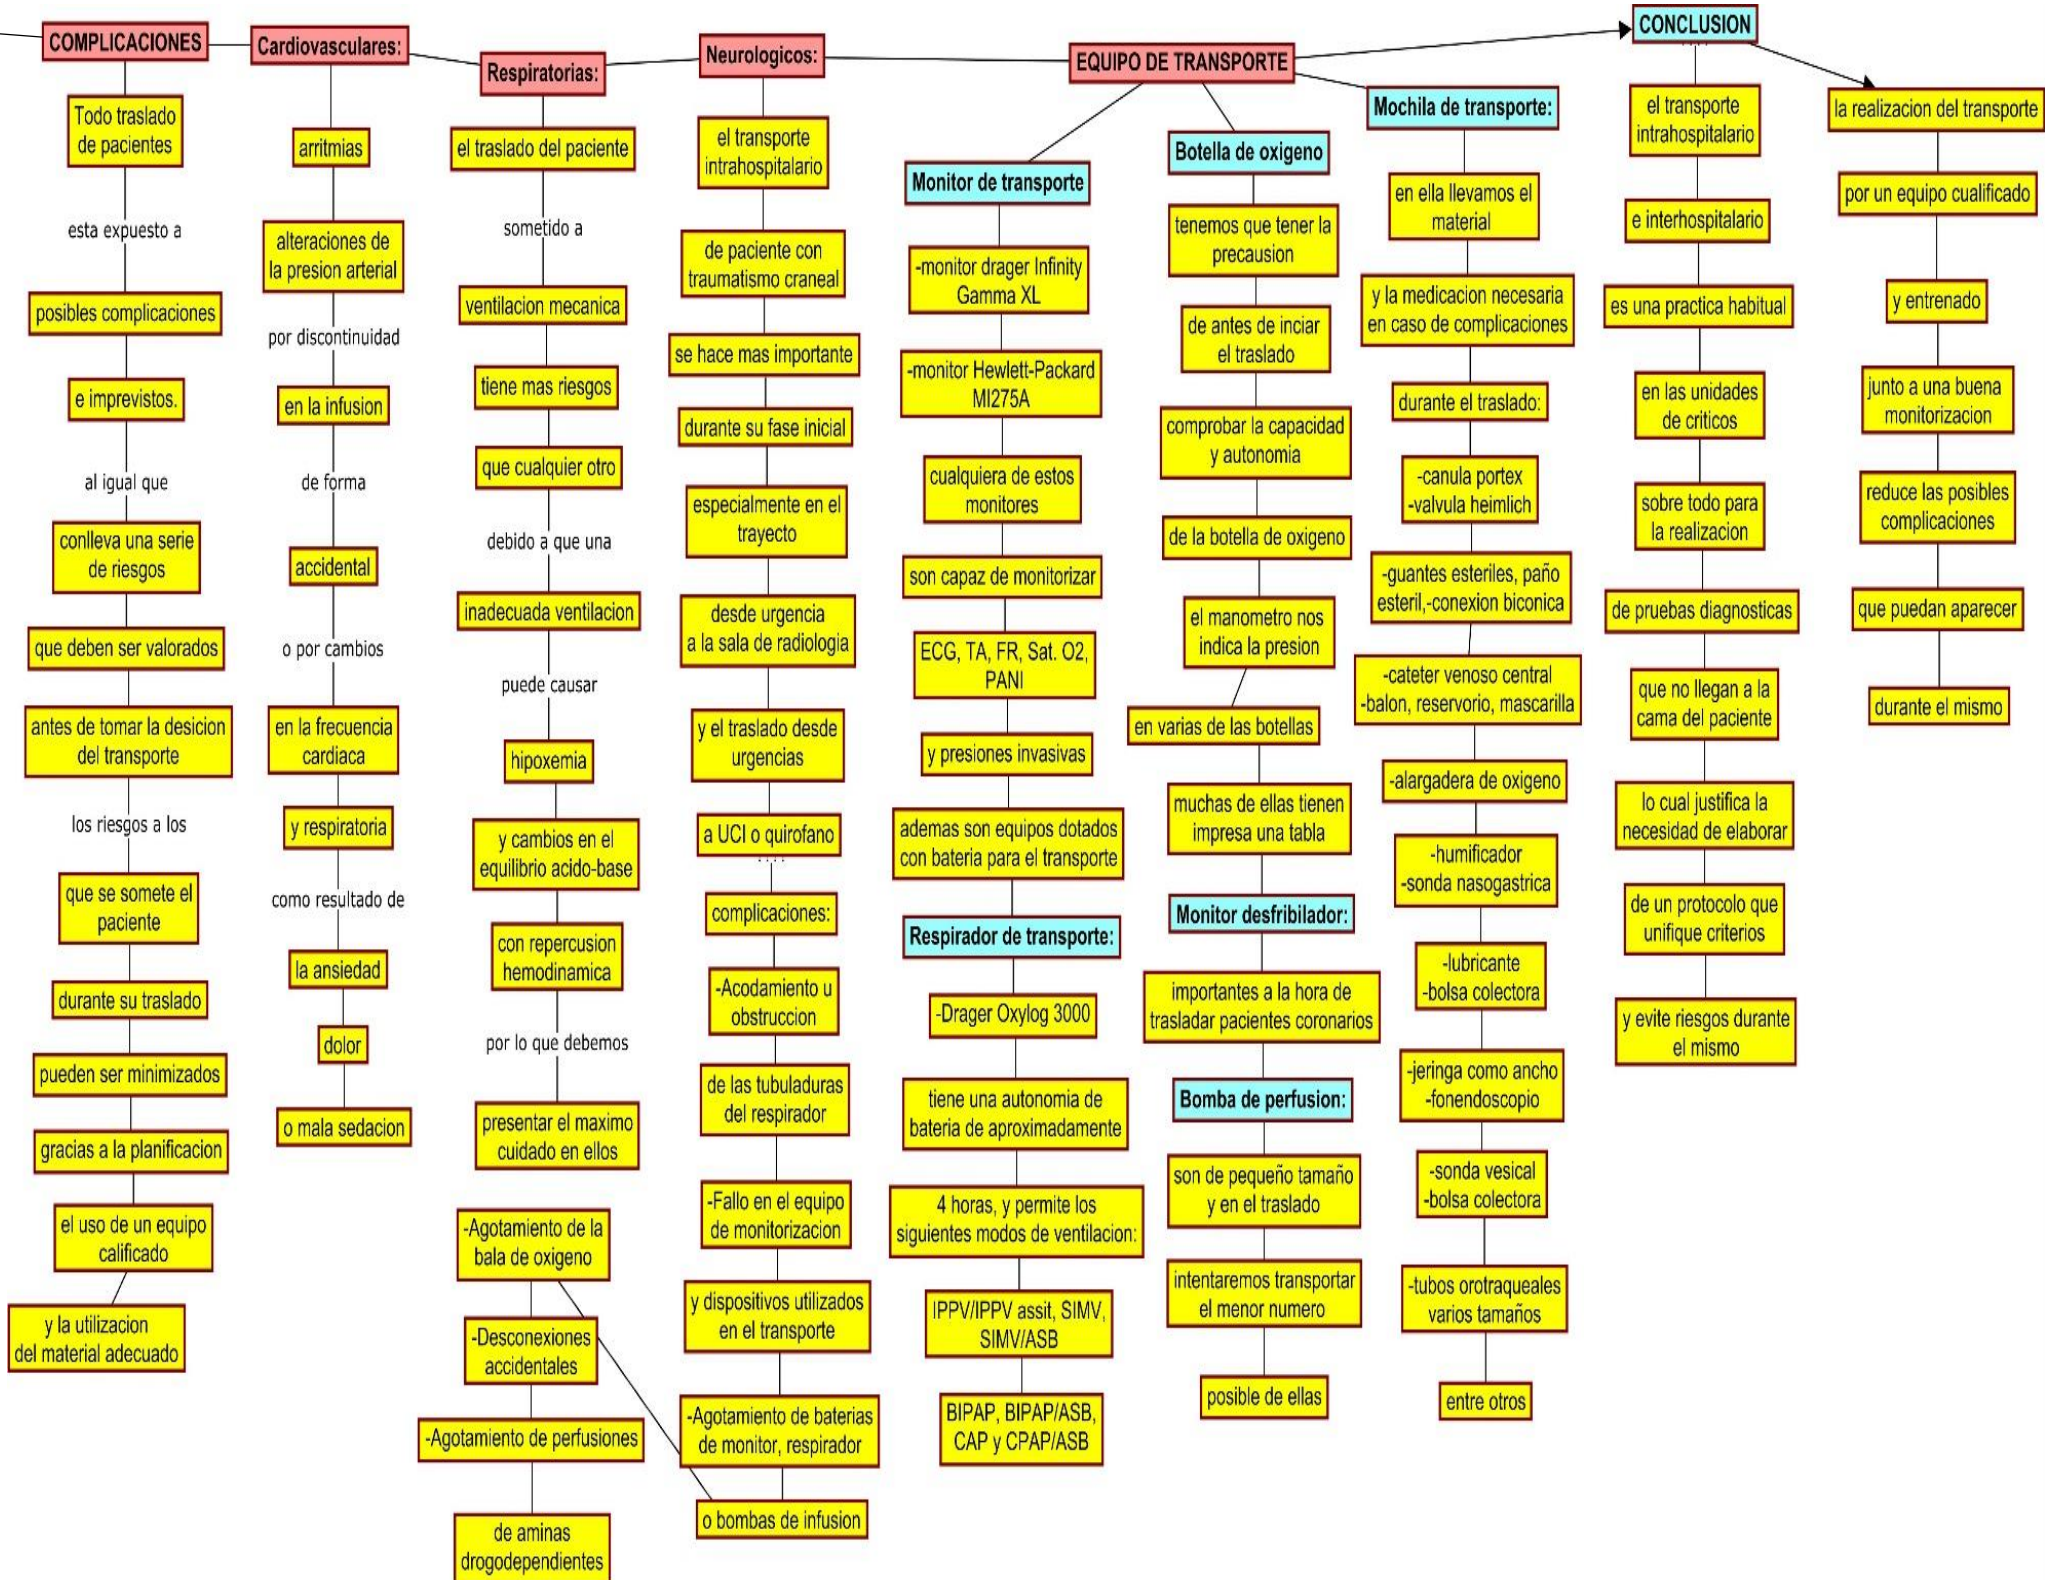 COMPLICACIONES
Todo traslado
de pacientes
esta expuesto a
posibles complicaciones
e imprevistos.
al igual que
conlleva una serie
de riesgos
que deben ser valorados
antes de tomar la desicion
del transporte
los riesgos a los
que se somete el
paciente
durante su traslado
pueden ser minimizados
gracias a la planificacion
el uso de un equipo
calificado
y la utilizacion
del material adecuado
Cardiovasculares:
arritmias
alteraciones de
la presion arterial
por discontinuidad
en la infusion
de forma
accidental
o por cambios
en la frecuencia
cardiaca
y respiratoria
como resultado de
la ansiedad
dolor
o mala sedacion
Respiratorias:
el traslado del paciente
sometido a
ventilacion mecanica
tiene mas riesgos
que cualquier otro
debido a que una
inadecuada ventilacion
puede causar
hipoxemia
y cambios en el
equilibrio acido-base
con repercusion
hemodinamica
por lo que debemos
presentar el maximo
cuidado en ellos
-Agotamiento de la
bala de oxigeno
-Desconexiones
accidentales
-Agotamiento de perfusiones
de aminas
drogodependientes
Neurologicos:
el transporte
intrahospitalario
de paciente con
traumatismo craneal
se hace mas importante
durante su fase inicial
especialmente en el
trayecto
desde urgencia
a la sala de radiologia
y el traslado desde
urgencias
a UCI o quirofano
complicaciones:
-Acodamiento u
obstruccion
de las tubuladuras
del respirador
-Fallo en el equipo
de monitorizacion
y dispositivos utilizados
en el transporte
-Agotamiento de baterias
de monitor, respirador
o bombas de infusion
EQUIPO DE TRANSPORTE
Monitor de transporte
-monitor drager Infinity
Gamma XL
-monitor Hewlett-Packard
MI275A
cualquiera de estos
monitores
son capaz de monitorizar
ECG, TA, FR, Sat. O2,
PANI
y presiones invasivas
ademas son equipos dotados
con bateria para el transporte
Respirador de transporte:
-Drager Oxylog 3000
tiene una autonomia de
bateria de aproximadamente
4 horas, y permite los
siguientes modos de ventilacion:
IPPV/IPPV assit, SIMV,
SIMV/ASB
BIPAP, BIPAP/ASB,
CAP y CPAP/ASB
Botella de oxigeno
tenemos que tener la
precausion
de antes de inciar
el traslado
comprobar la capacidad
y autonomia
de la botella de oxigeno
el manometro nos
indica la presion
en varias de las botellas
muchas de ellas tienen
impresa una tabla
Monitor desfribilador:
importantes a la hora de
trasladar pacientes coronarios
Bomba de perfusion:
son de pequeño tamaño
y en el traslado
intentaremos transportar
el menor numero
posible de ellas
Mochila de transporte:
en ella llevamos el
material
y la medicacion necesaria
en caso de complicaciones
durante el traslado:
-canula portex
-valvula heimlich
-guantes esteriles, paño
esteril,-conexion biconica
-cateter venoso central
-balon, reservorio, mascarilla
-alargadera de oxigeno
-humificador
-sonda nasogastrica
-lubricante
-bolsa colectora
-jeringa como ancho
-fonendoscopio
-sonda vesical
-bolsa colectora
-tubos orotraqueales
varios tamaños
entre otros
CONCLUSION
el transporte
intrahospitalario
e interhospitalario
es una practica habitual
en las unidades
de criticos
sobre todo para
la realizacion
de pruebas diagnosticas
que no llegan a la
cama del paciente
lo cual justifica la
necesidad de elaborar
de un protocolo que
unifique criterios
y evite riesgos durante
el mismo
la realizacion del transporte
por un equipo cualificado
y entrenado
junto a una buena
monitorizacion
reduce las posibles
complicaciones
que puedan aparecer
durante el mismo